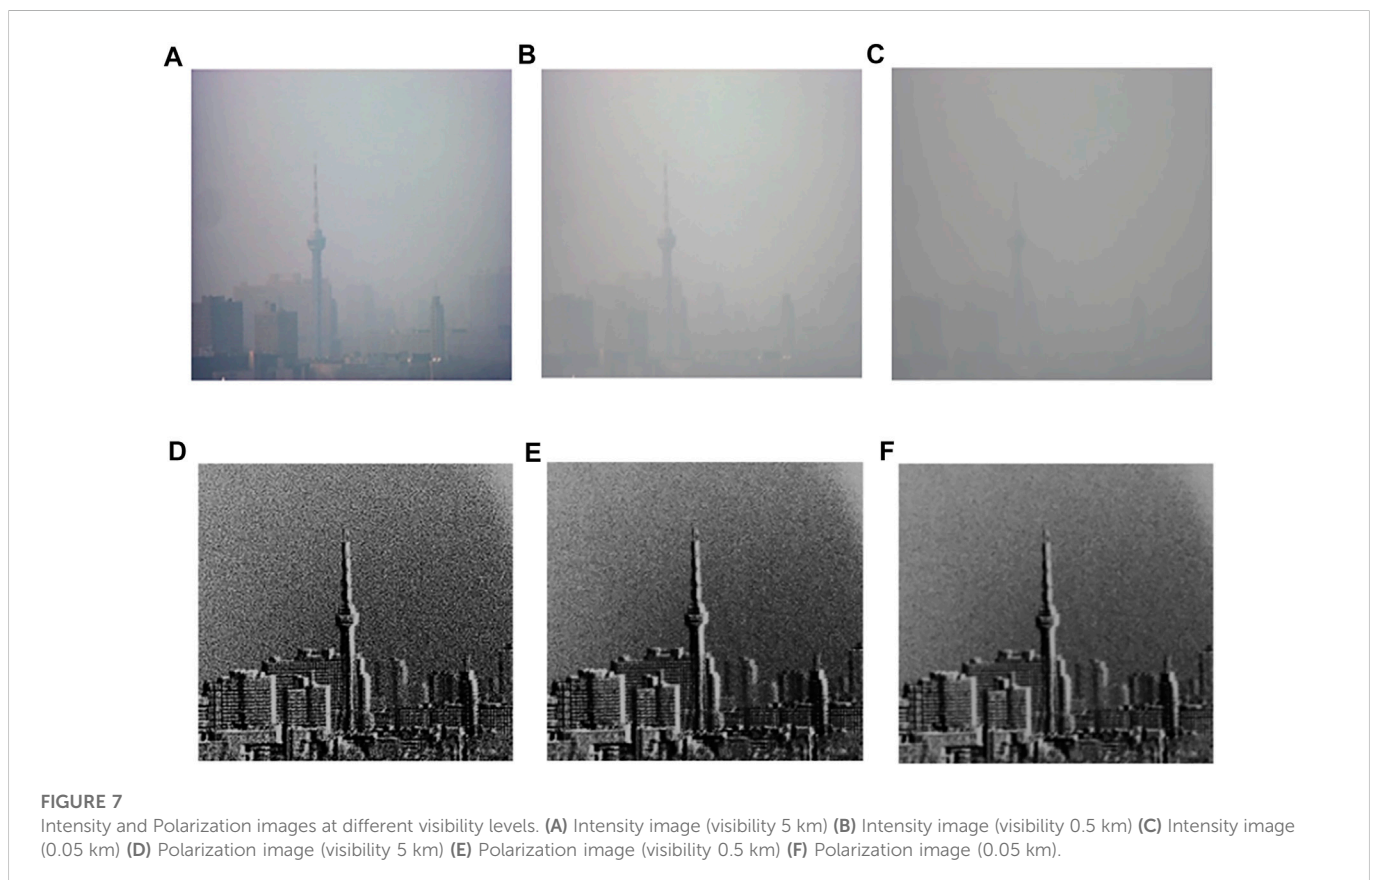 A
B
C
D
E
F
FIGURE 7
Intensity and Polarization images at different visibility levels. (A) Intensity image (visibility 5 km) (B) Intensity image (visibility 0.5 km) (C) Intensity image
(0.05 km) (D) Polarization image (visibility 5 km) (E) Polarization image (visibility 0.5 km) (F) Polarization image (0.05 km).